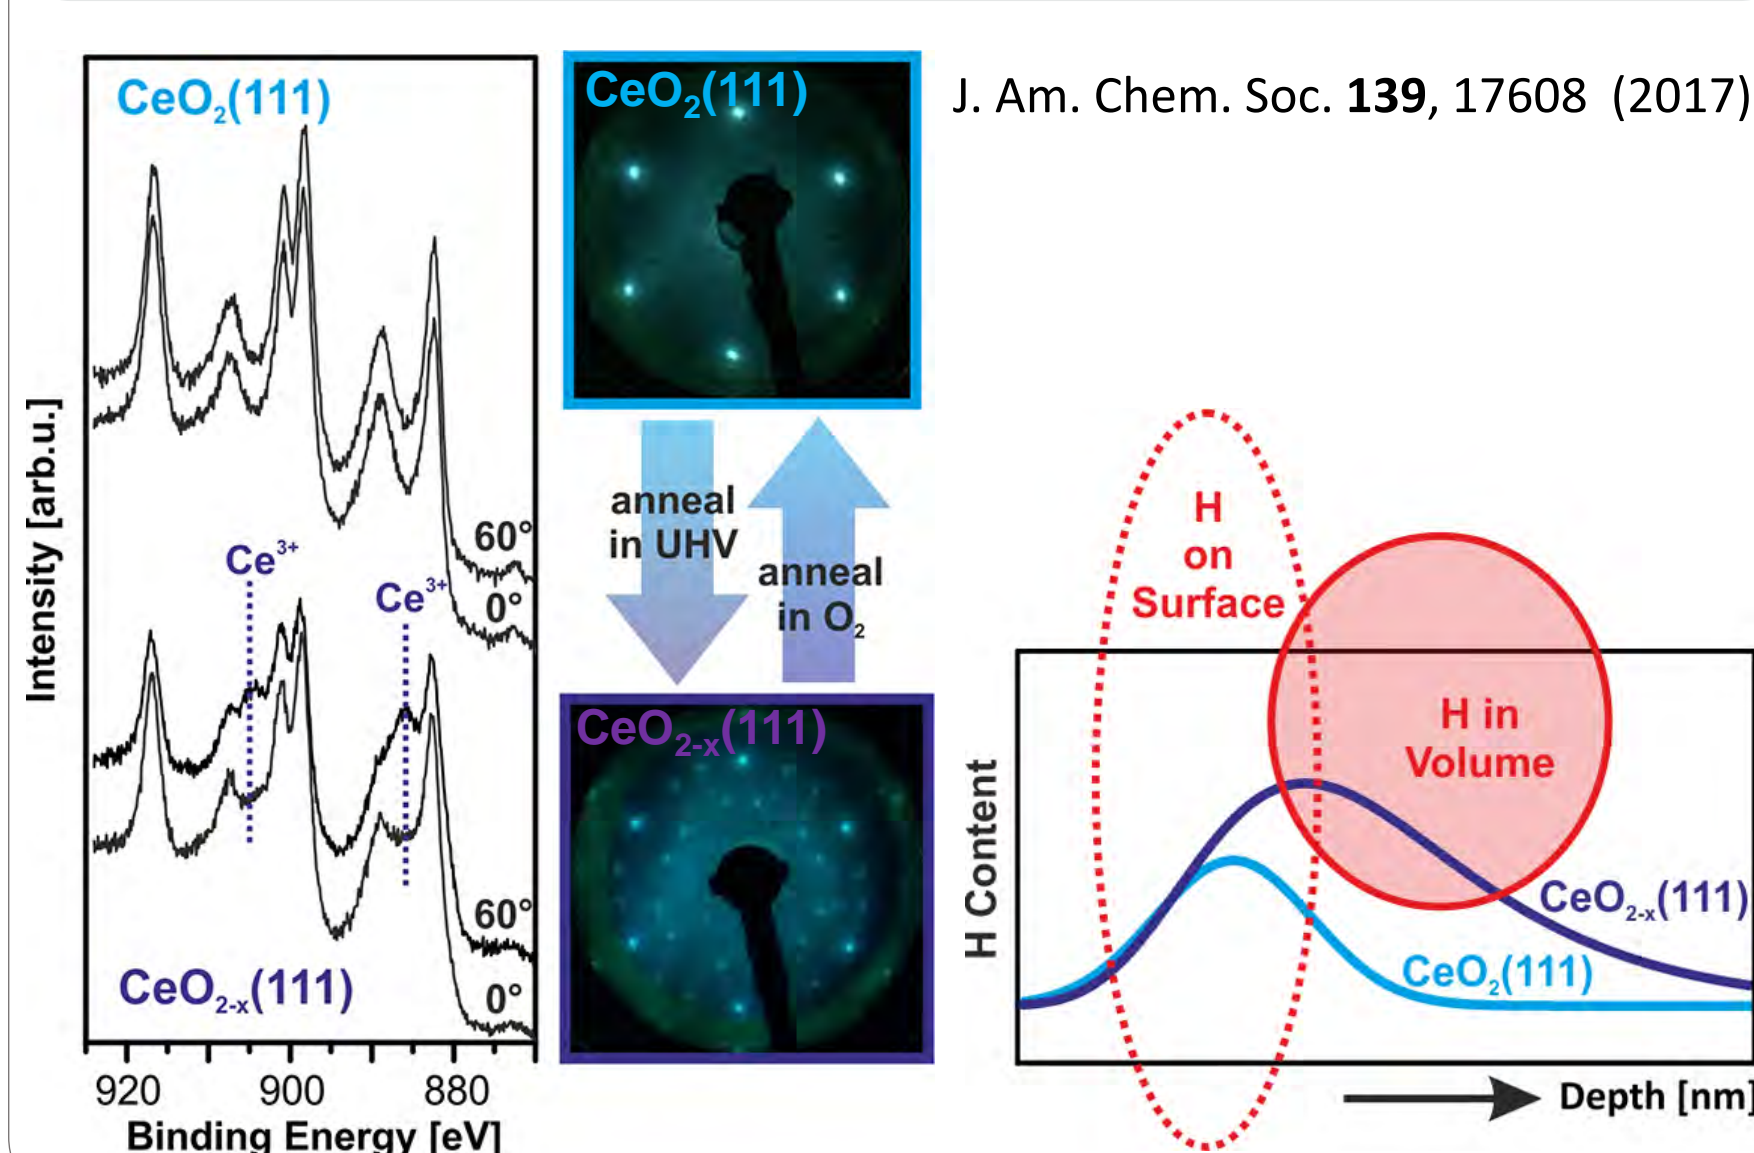 CeO₂(111)
Ce³⁺
Ce³⁺
60°
0°
60°
0°
CeO₂₋ₓ(111)
Intensity [arb.u.]
920 900 880
Binding Energy [eV]
CeO₂(111)
anneal
in UHV
anneal
in O₂
CeO₂₋ₓ(111)
J. Am. Chem. Soc. 139, 17608 (2017)
H
on
Surface
H in
Volume
CeO₂₋ₓ(111)
CeO₂(111)
H Content
Depth [nm]